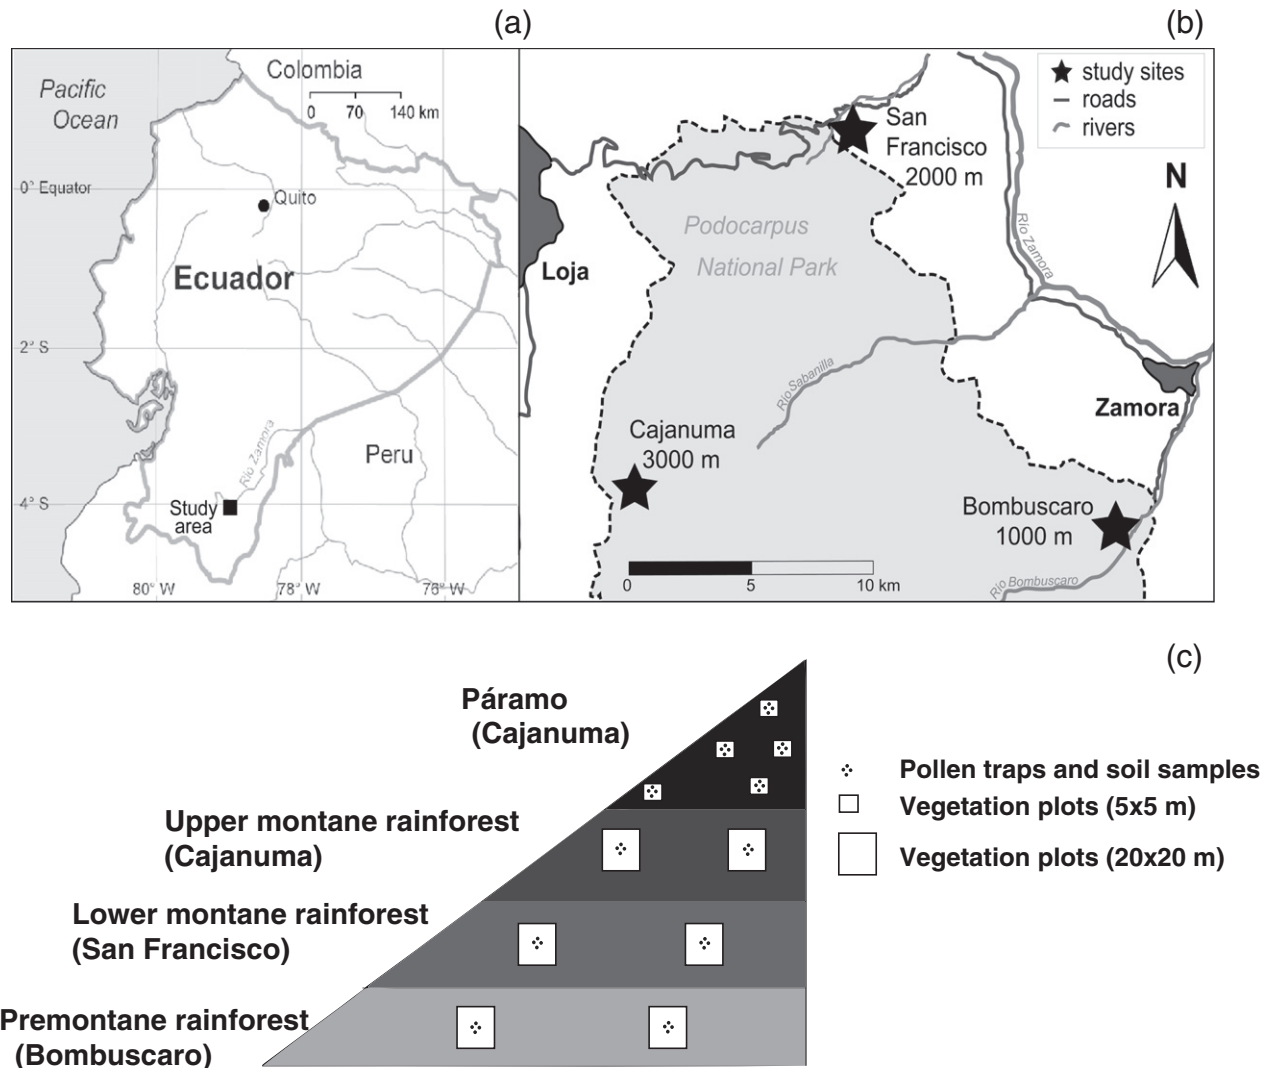 (a)
(b)
Pacific
Ocean
Colombia
0 70 140 km
0° Equator
Quito
Ecuador
2° S
Rio Zamora
Peru
4° S
Study
area
80° W
78° W
76° W
study sites
roads
rivers
San
Francisco
2000 m
N
Podocarpus
National Park
Loja
Rio Zamora
Rio Sabanilla
Zamora
Cajanuma
3000 m
Bombuscaro
1000 m
0 5 10 km
Rio Bombuscaro
(c)
Páramo
(Cajanuma)
Upper montane rainforest
(Cajanuma)
Lower montane rainforest
(San Francisco)
Premontane rainforest
(Bombuscaro)
Pollen traps and soil samples
Vegetation plots (5x5 m)
Vegetation plots (20x20 m)